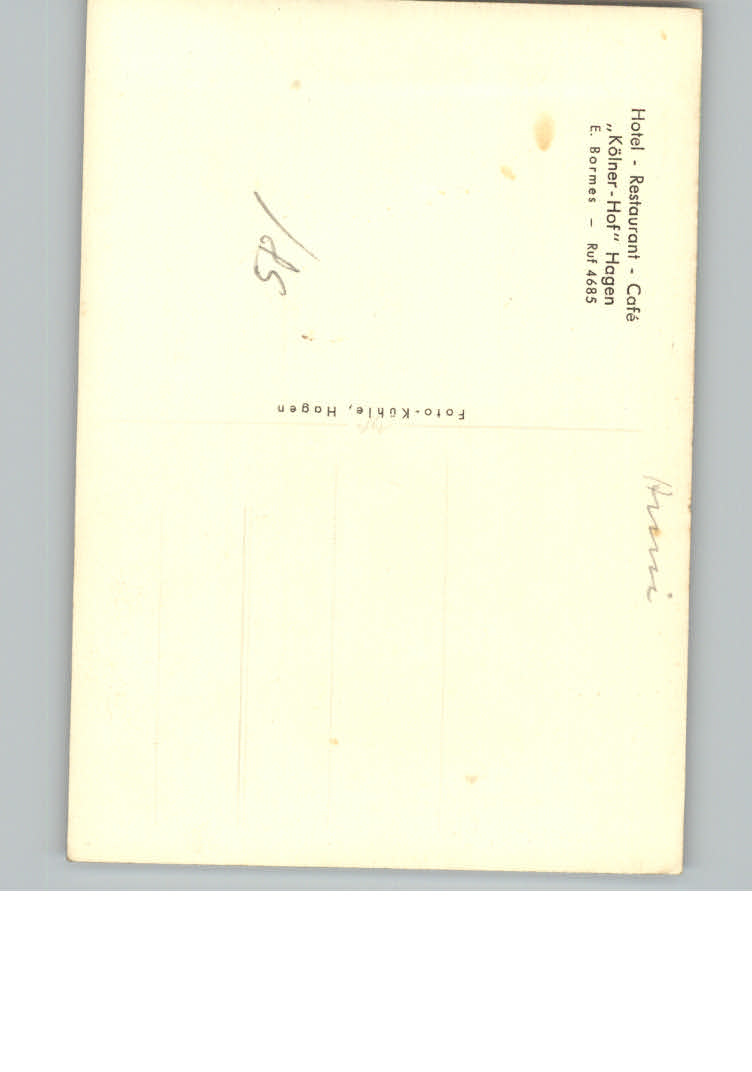 Hotel - Restaurant - Café
„Kölner-Hof" Hagen
E. Bormes – Ruf 4685
Foto-Kühle, Hagen